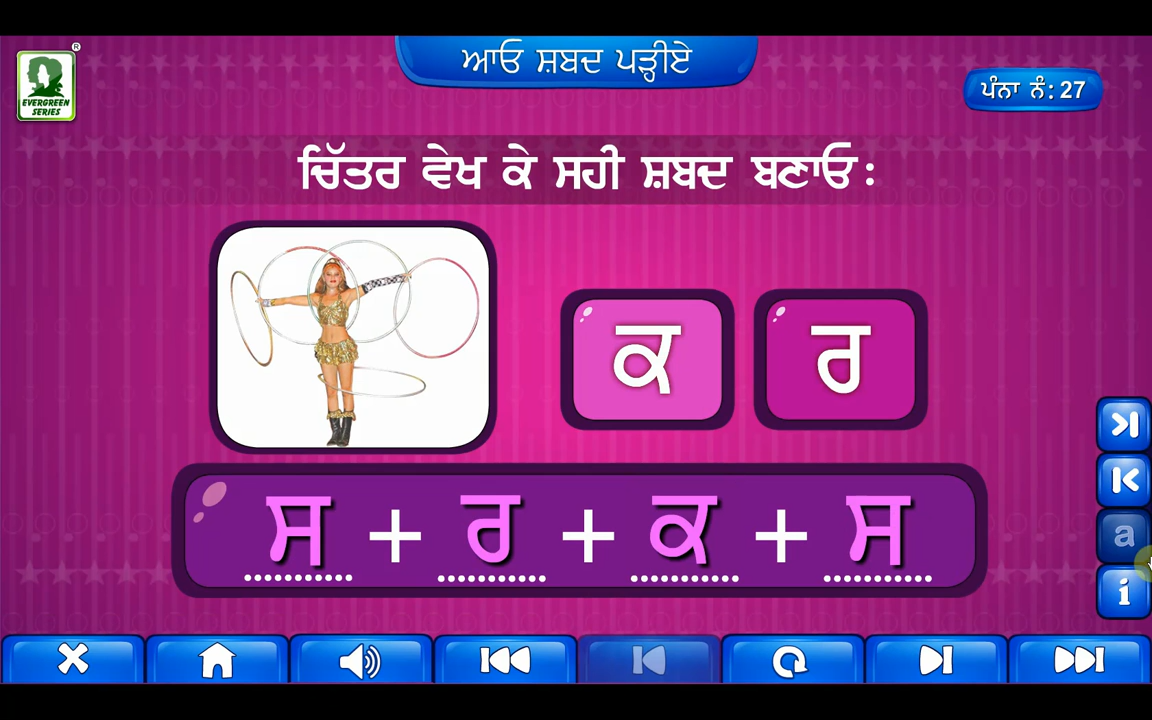 ਆਓ ਸ਼ਬਦ ਪੜ੍ਹੀਏ
EVERGREEN
SERIES
®
ਪੰਨਾ ਨੰ: 27
ਚਿੱਤਰ ਵੇਖ ਕੇ ਸਹੀ ਸ਼ਬਦ ਬਣਾਓ :
ਕ ਰ
ਸ + ਰ + ਕ + ਸ
a
i